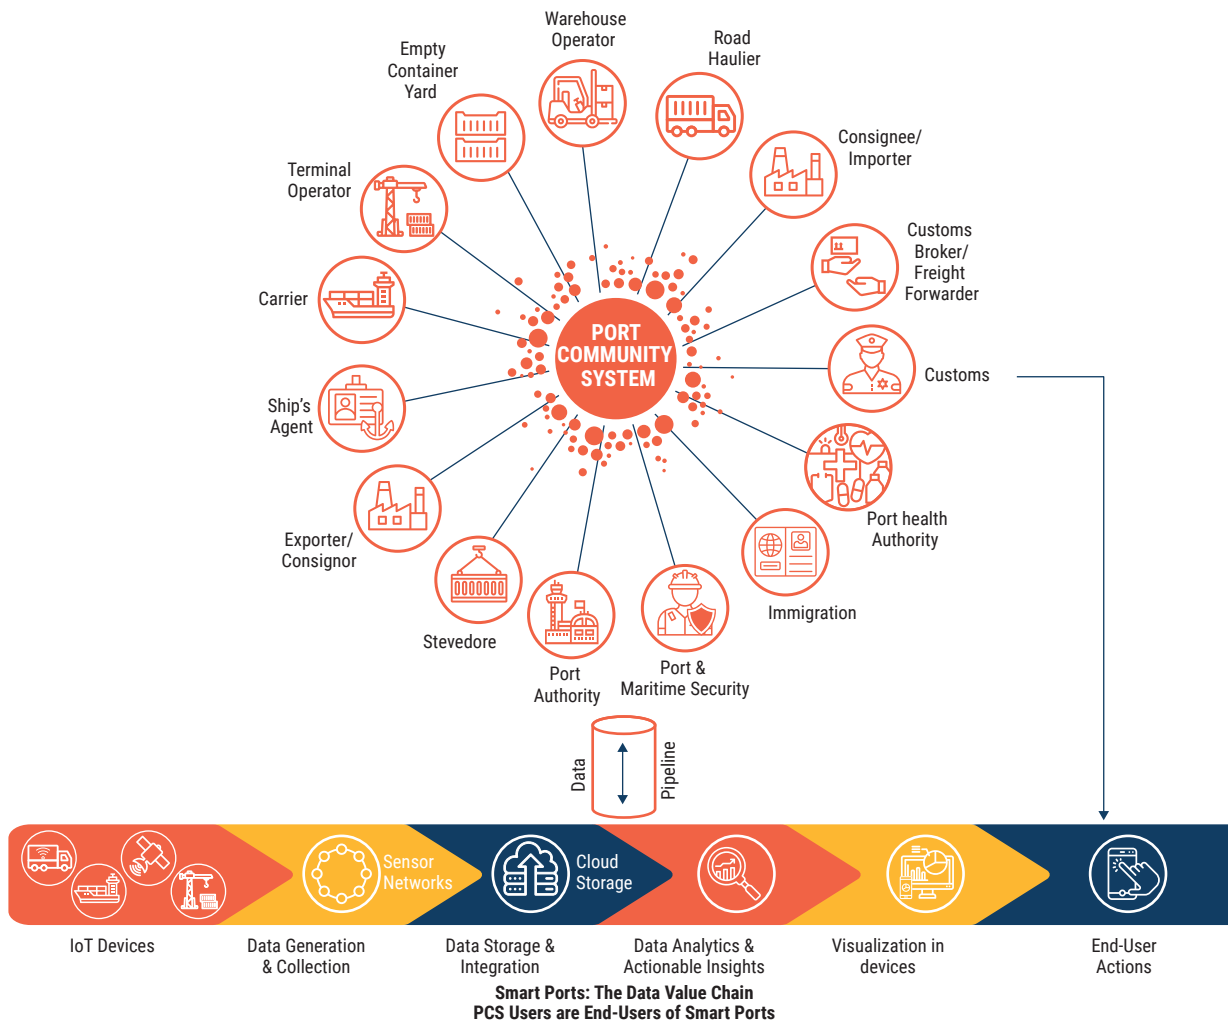 Warehouse
Operator
Road
Haulier
Empty
Container
Yard
Consignee/
Importer
Terminal
Operator
Customs
Broker/
Freight
Forwarder
Carrier
PORT
COMMUNITY
SYSTEM
Customs
Ship's
Agent
Port health
Authority
Exporter/
Consignor
Immigration
Stevedore
Port
Authority
Port &
Maritime Security
Data
Pipeline
Sensor
Networks
Cloud
Storage
IoT Devices
Data Generation
& Collection
Data Storage &
Integration
Data Analytics &
Actionable Insights
Visualization in
devices
End-User
Actions
Smart Ports: The Data Value Chain
PCS Users are End-Users of Smart Ports